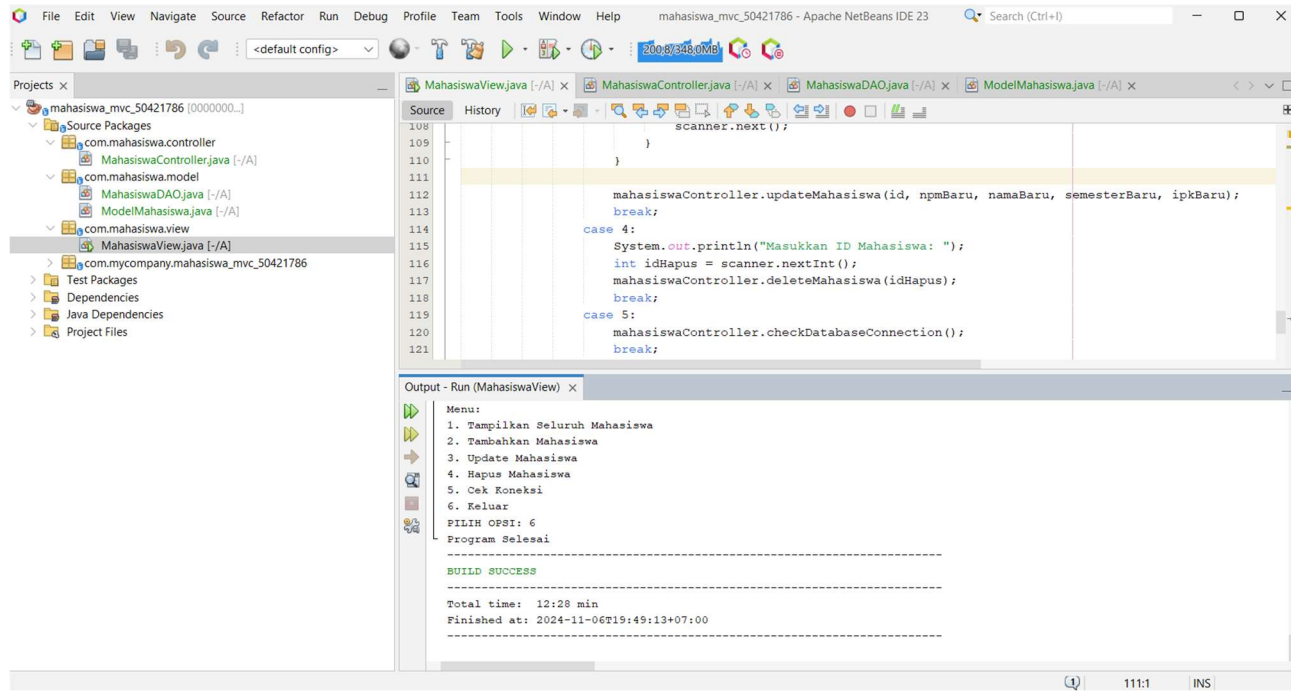 File Edit View Navigate Source Refactor Run Debug Profile Team Tools Window Help mahasiswa_mvc_50421786 - Apache NetBeans IDE 23 Search (Ctrl+I)
<default config> 200,8/348,0MB
Projects
mahasiswa_mvc_50421786 [0000000...]
Source Packages
com.mahasiswa.controller
MahasiswaController.java [-/A]
com.mahasiswa.model
MahasiswaDAO.java [-/A]
ModelMahasiswa.java [-/A]
com.mahasiswa.view
MahasiswaView.java [-/A]
com.mycompany.mahasiswa_mvc_50421786
Test Packages
Dependencies
Java Dependencies
Project Files
MahasiswaView.java [-/A] MahasiswaController.java [-/A] MahasiswaDAO.java [-/A] ModelMahasiswa.java [-/A]
Source History
108 scanner.next();
109 }
110 }
111
112 mahasiswaController.updateMahasiswa(id, npmBaru, namaBaru, semesterBaru, ipkBaru);
113 break;
114 case 4:
115 System.out.println("Masukkan ID Mahasiswa: ");
116 int idHapus = scanner.nextInt();
117 mahasiswaController.deleteMahasiswa(idHapus);
118 break;
119 case 5:
120 mahasiswaController.checkDatabaseConnection();
121 break;
Output - Run (MahasiswaView)
Menu:
1. Tampilkan Seluruh Mahasiswa
2. Tambahkan Mahasiswa
3. Update Mahasiswa
4. Hapus Mahasiswa
5. Cek Koneksi
6. Keluar
PILIH OPSI: 6
Program Selesai
------------------------------------------------------------------------
BUILD SUCCESS
------------------------------------------------------------------------
Total time: 12:28 min
Finished at: 2024-11-06T19:49:13+07:00
------------------------------------------------------------------------
1 111:1 INS